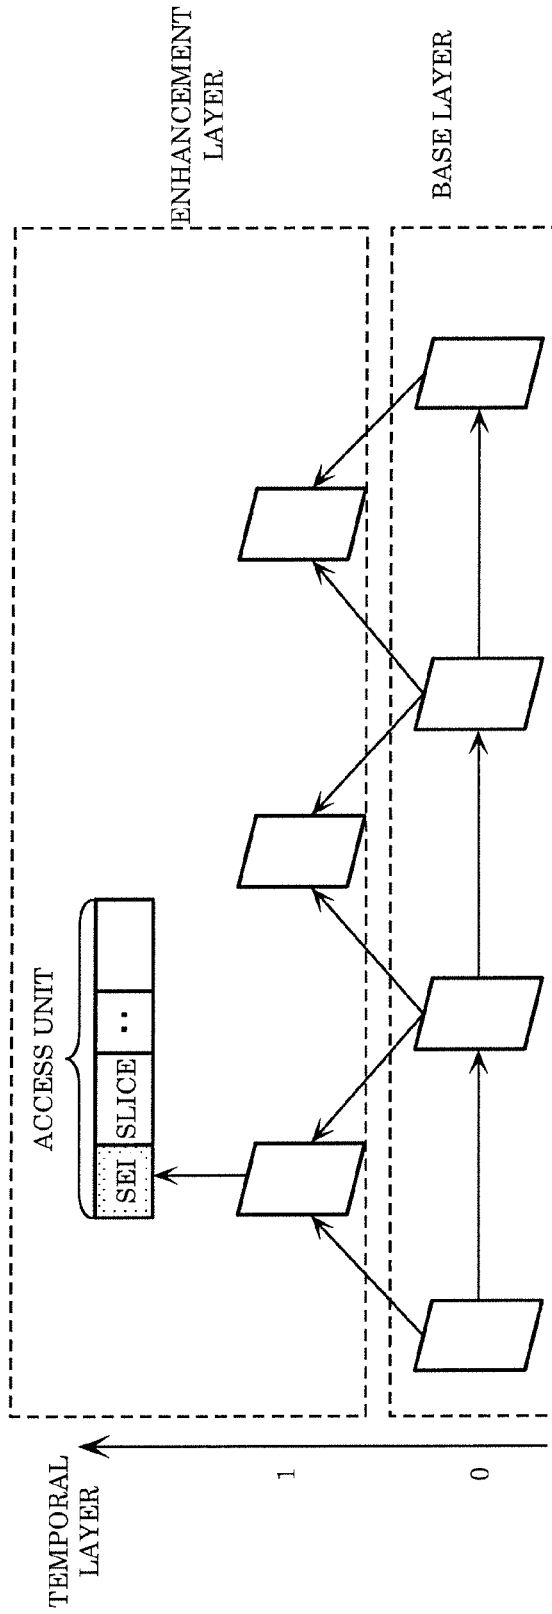 TEMPORAL
LAYER
1
0
ACCESS UNIT
SEI SLICE ..
ENHANCEMENT
LAYER
BASE LAYER